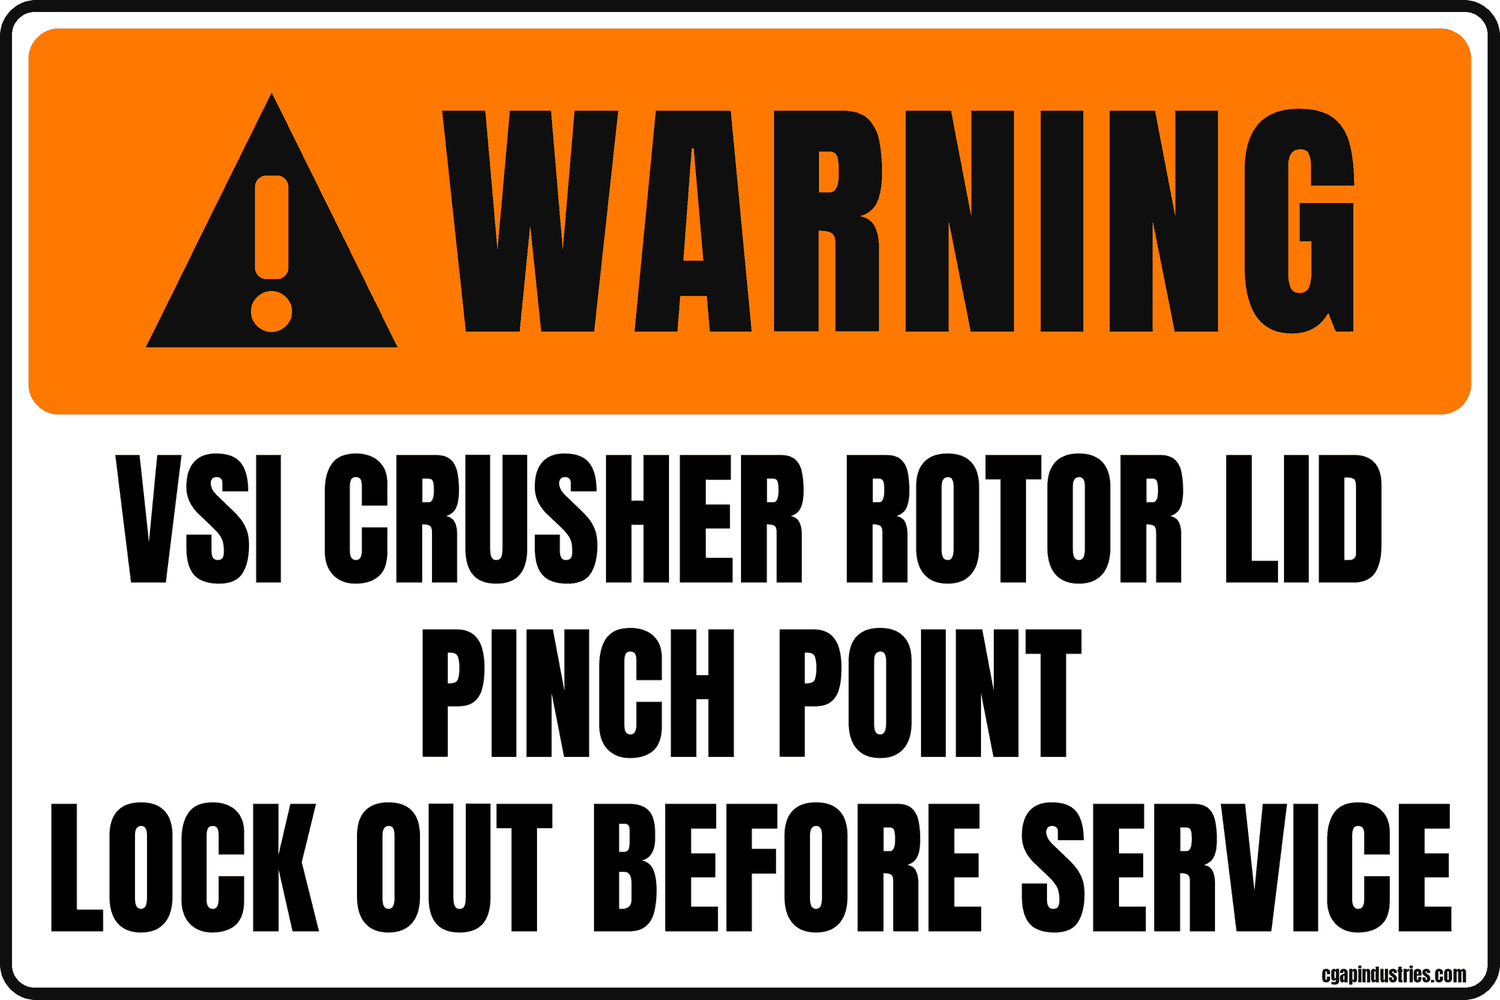 WARNING
VSI CRUSHER ROTOR LID
PINCH POINT
LOCK OUT BEFORE SERVICE
cgapindustries.com